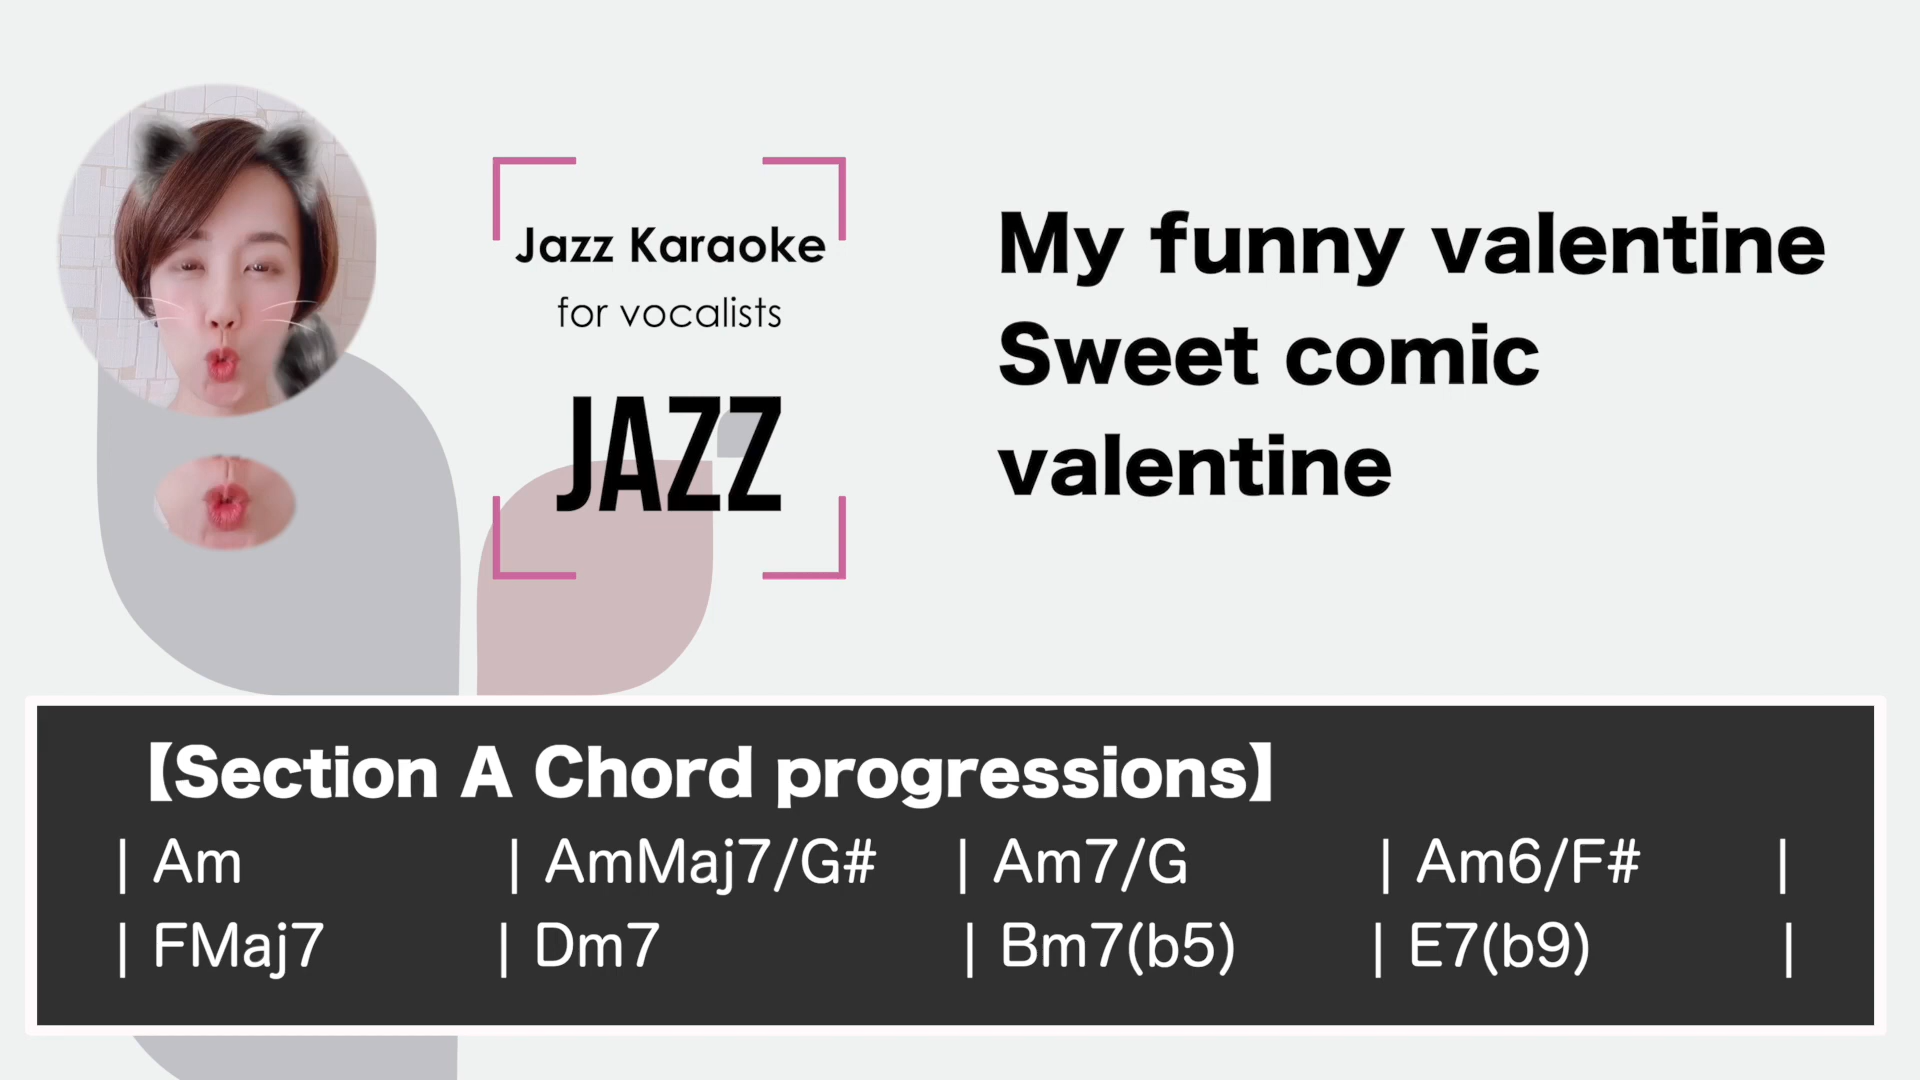 Jazz Karaoke
for vocalists
JAZZ
My funny valentine
Sweet comic
valentine
【Section A Chord progressions】
| Am | AmMaj7/G# | Am7/G | Am6/F# |
| FMaj7 | Dm7 | Bm7(b5) | E7(b9) |